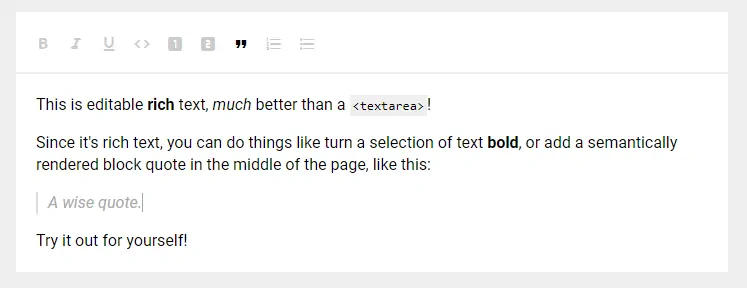 B I U <> 1 2 "
This is editable rich text, much better than a <textarea>!
Since it's rich text, you can do things like turn a selection of text bold, or add a semantically
rendered block quote in the middle of the page, like this:
A wise quote.
Try it out for yourself!